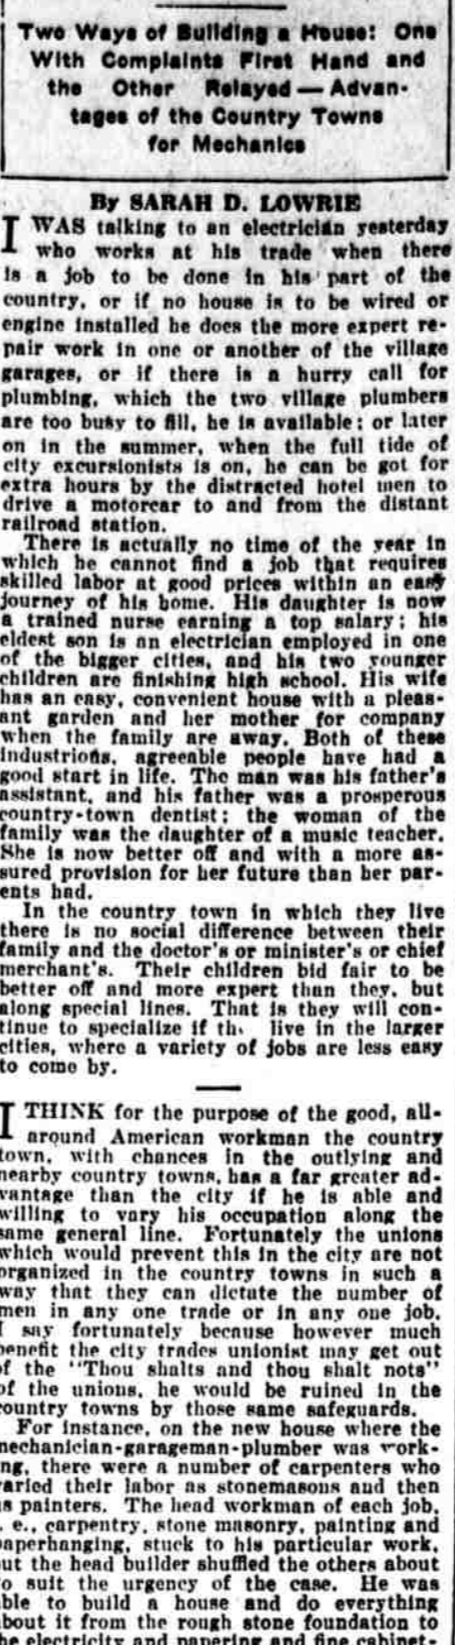 Two Ways of Building a House: One
With Complaints First Hand and
the Other Relayed — Advan-
tages of the Country Towns
for Mechanics
By SARAH D. LOWRIE
I WAS talking to an electrician yesterday
who works at his trade when there
is a job to be done in his part of the
country, or if no house is to be wired or
engine installed he does the more expert re-
pair work in one or another of the village
garages, or if there is a hurry call for
plumbing, which the two village plumbers
are too busy to fill, he is available; or later
on in the summer, when the full tide of
city excursionists is on, he can be got for
extra hours by the distracted hotel men to
drive a motorcar to and from the distant
railroad station.
There is actually no time of the year in
which he cannot find a job that requires
skilled labor at good prices within an easy
journey of his home. His daughter is now
a trained nurse earning a top salary; his
eldest son is an electrician employed in one
of the bigger cities, and his two younger
children are finishing high school. His wife
has an easy, convenient house with a pleas-
ant garden and her mother for company
when the family are away. Both of these
industrious, agreeable people have had a
good start in life. The man was his father's
assistant, and his father was a prosperous
country-town dentist; the woman of the
family was the daughter of a music teacher.
She is now better off and with a more as-
sured provision for her future than her par-
ents had.
In the country town in which they live
there is no social difference between their
family and the doctor's or minister's or chief
merchant's. Their children bid fair to be
better off and more expert than they, but
along special lines. That is they will con-
tinue to specialize if th live in the larger
cities, where a variety of jobs are less easy
to come by.
I THINK for the purpose of the good, all-
around American workman the country
town, with chances in the outlying and
nearby country towns, has a far greater ad-
vantage than the city if he is able and
willing to vary his occupation along the
same general line. Fortunately the unions
which would prevent this in the city are not
organized in the country towns in such a
way that they can dictate the number of
men in any one trade or in any one job.
I say fortunately because however much
benefit the city trades unionist may get out
of the "Thou shalts and thou shalt nots"
of the unions, he would be ruined in the
country towns by those same safeguards.
For instance, on the new house where the
mechanician-garageman-plumber was work-
ing, there were a number of carpenters who
varied their labor as stonemasons and then
as painters. The head workman of each job,
i. e., carpentry, stone masonry, painting and
paperhanging, stuck to his particular work,
but the head builder shuffled the others about
to suit the urgency of the case. He was
able to build a house and do everything
about it from the rough stone foundation to
the electricity and papering and fine cabinet-